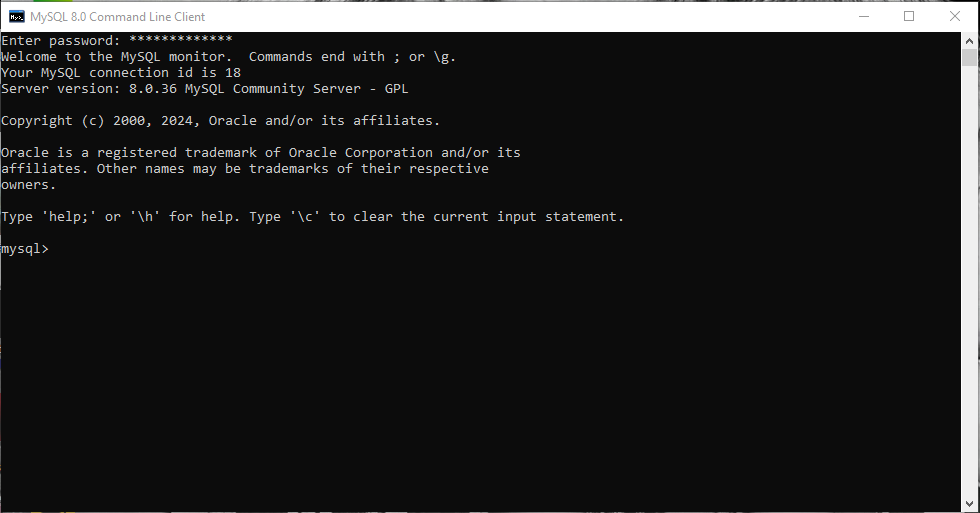 MySQL 8.0 Command Line Client
Enter password: *************
Welcome to the MySQL monitor.  Commands end with ; or \g.
Your MySQL connection id is 18
Server version: 8.0.36 MySQL Community Server - GPL
Copyright (c) 2000, 2024, Oracle and/or its affiliates.
Oracle is a registered trademark of Oracle Corporation and/or its
affiliates. Other names may be trademarks of their respective
owners.
Type 'help;' or '\h' for help. Type '\c' to clear the current input statement.
mysql>